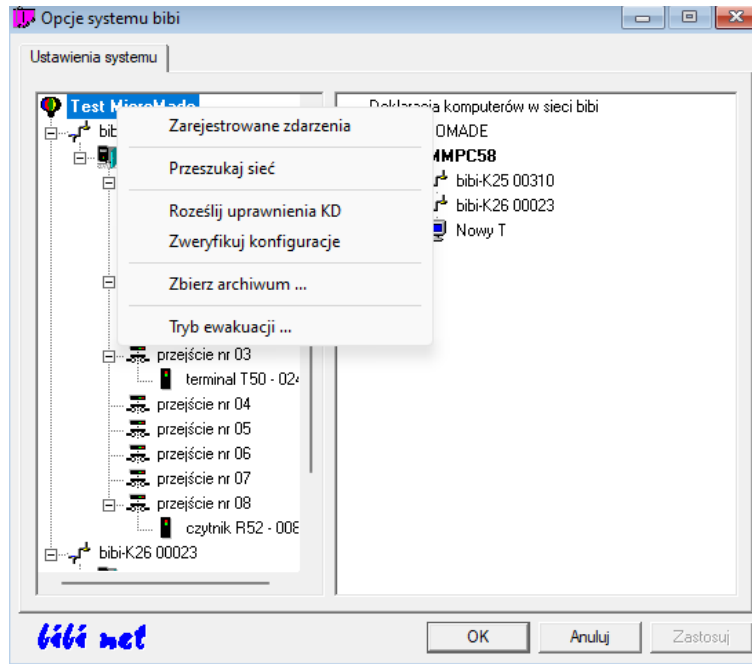 Opcje systemu bibi
Ustawienia systemu
Test MicroMade
Zarejestrowane zdarzenia
Przeszukaj sieć
Roześlij uprawnienia KD
Zweryfikuj konfiguracje
Zbierz archiwum ...
Tryb ewakuacji ...
przejście nr 03
terminal T50 - 024
przejście nr 04
przejście nr 05
przejście nr 06
przejście nr 07
przejście nr 08
czytnik R52 - 008
bibi-K26 00023
Deklaracja komputerów w sieci bibi
OMADE
MMPC58
bibi-K25 00310
bibi-K26 00023
Nowy T
bibi net
OK
Anuluj
Zastosuj